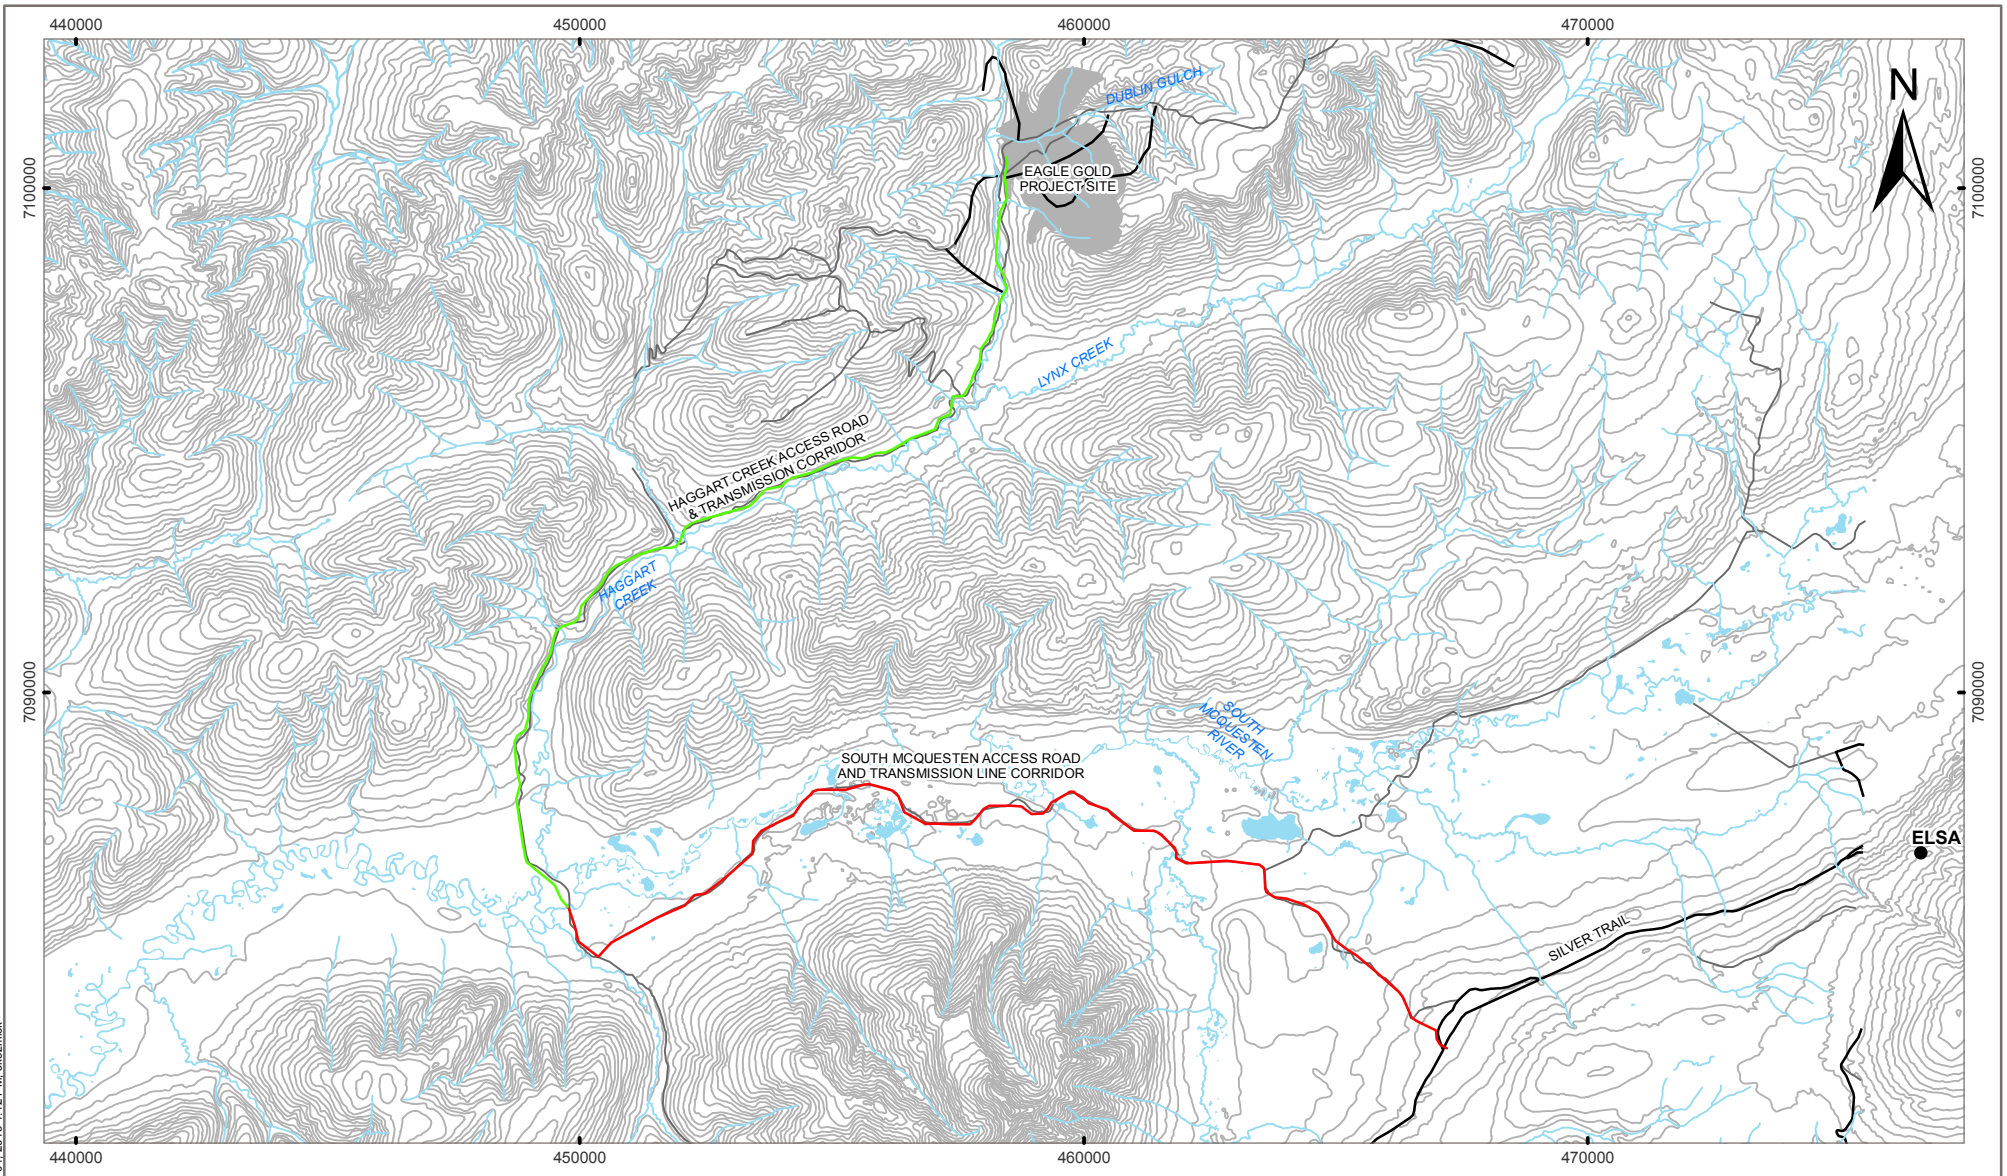 440000
450000
460000
470000
N
DUBLIN GULCH
7100000
7100000
EAGLE GOLD
PROJECT SITE
LYNX CREEK
HAGGART CREEK ACCESS ROAD
& TRANSMISSION CORRIDOR
HAGGART
CREEK
7090000
7090000
SOUTH
MCQUESTEN
RIVER
SOUTH MCQUESTEN ACCESS ROAD
AND TRANSMISSION LINE CORRIDOR
ELSA
SILVER TRAIL
440000
450000
460000
470000